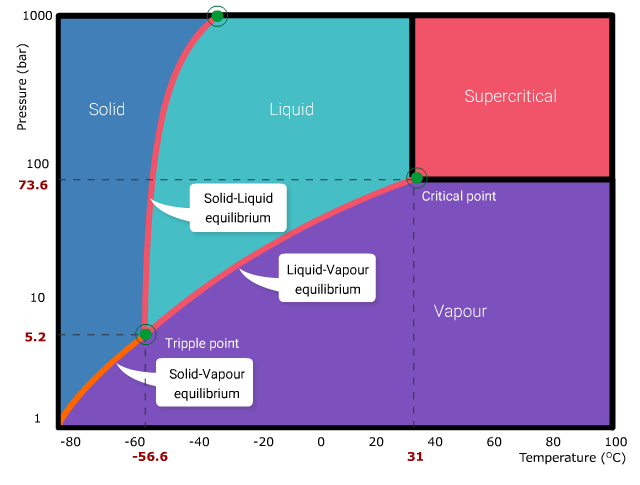 1000
Pressure (bar)
Solid
Liquid
Supercritical
100
73.6
Solid-Liquid
equilibrium
Critical point
Liquid-Vapour
equilibrium
10
Vapour
5.2
Tripple point
Solid-Vapour
equilibrium
1
-80 -60 -40 -20 0 20 40 60 80 100
-56.6 31 Temperature (ᴼC)